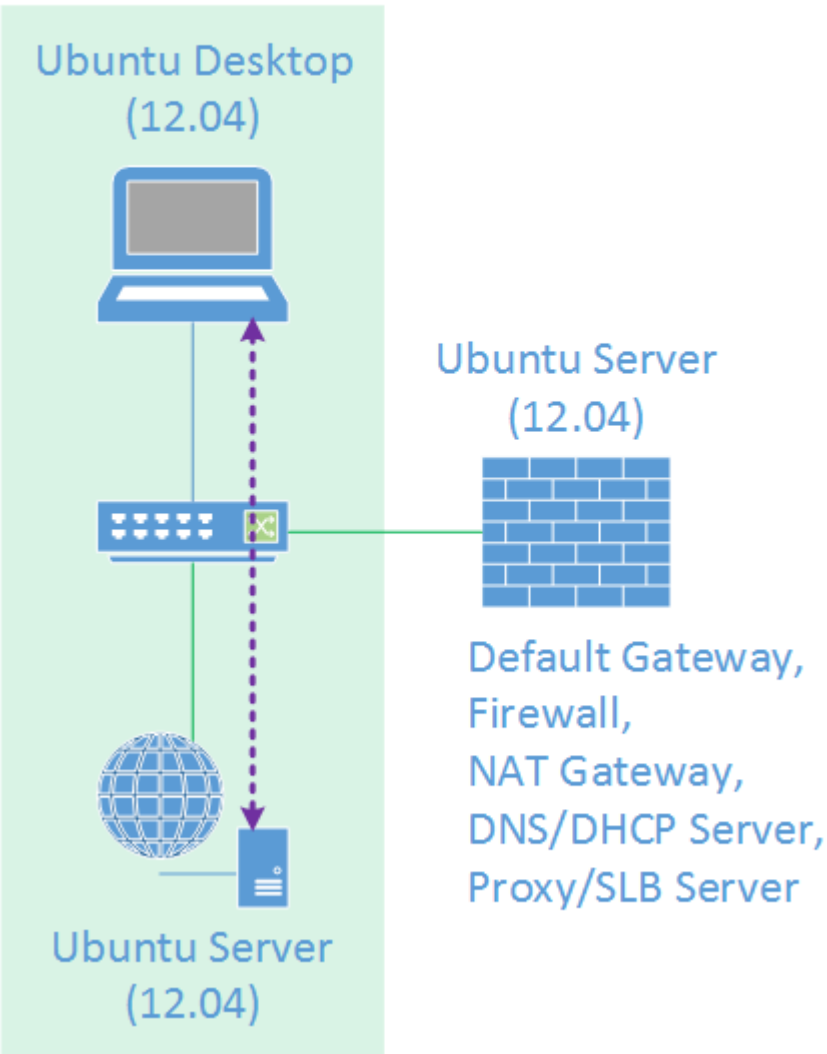 Ubuntu Desktop
(12.04)
Ubuntu Server
(12.04)
Default Gateway,
Firewall,
NAT Gateway,
DNS/DHCP Server,
Proxy/SLB Server
Ubuntu Server
(12.04)